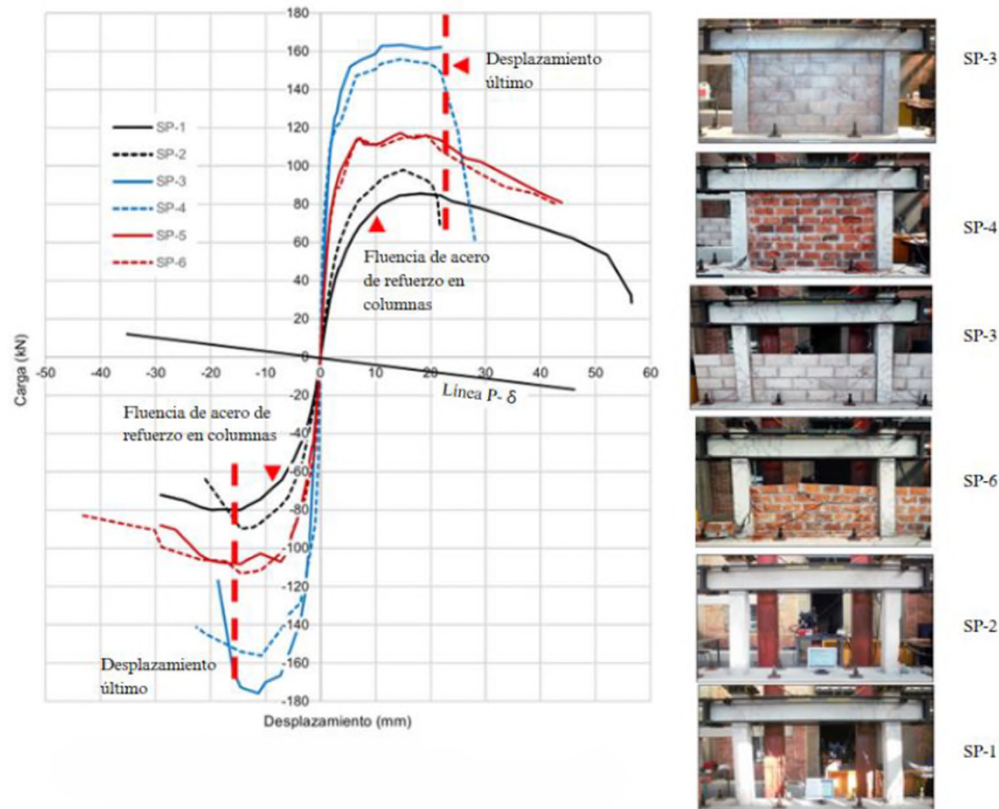 180
160
140
120
100
80
60
40
20
0
-20
-40
-60
-80
-100
-120
-140
-160
-180
-50
-40
-30
-20
-10
0
10
20
30
40
50
60
Carga (kN)
Desplazamiento (mm)
SP-1
SP-2
SP-3
SP-4
SP-5
SP-6
Desplazamiento
último
Fluencia de acero
de refuerzo en
columnas
Línea P- δ
Fluencia de acero de
refuerzo en columnas
Desplazamiento
último
SP-3
SP-4
SP-3
SP-6
SP-2
SP-1